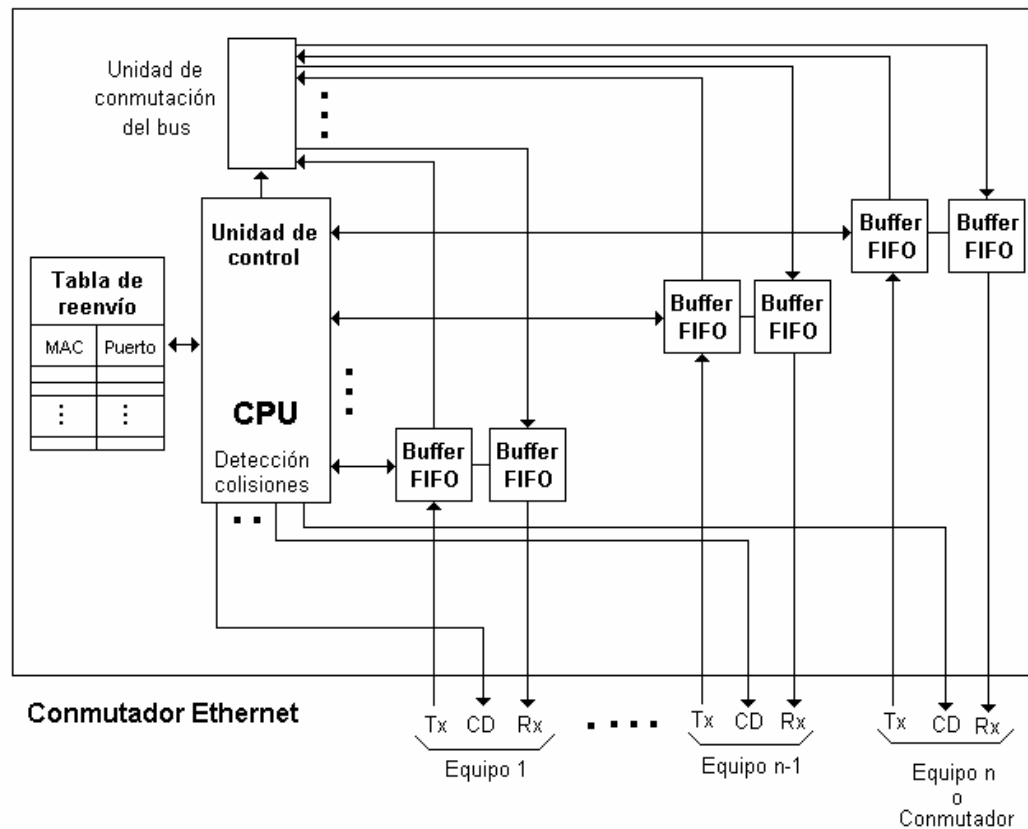 Unidad de
conmutación
del bus
Unidad de
control
CPU
Detección
colisiones
Tabla de
reenvío
MAC Puerto
Buffer
FIFO
Buffer
FIFO
Buffer
FIFO
Buffer
FIFO
Buffer
FIFO
Buffer
FIFO
Conmutador Ethernet
Tx CD Rx
Equipo 1
Tx CD Rx
Equipo n-1
Tx CD Rx
Equipo n
o
Conmutador